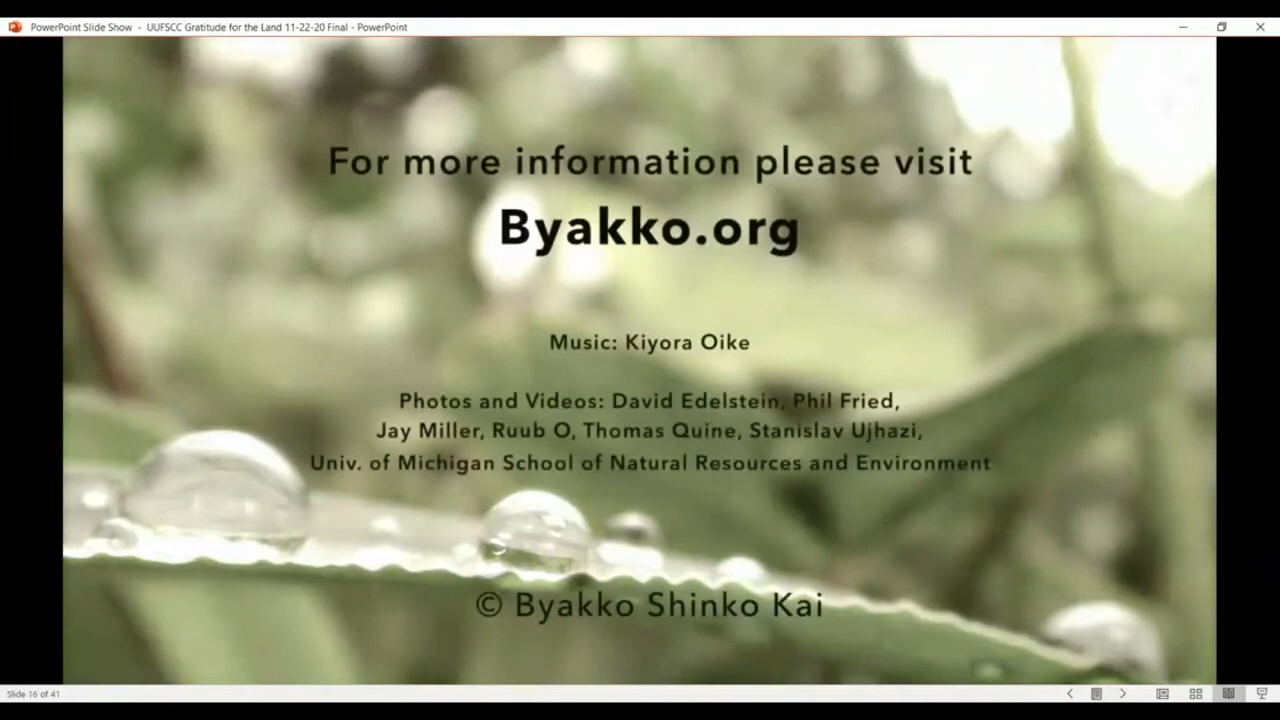 PowerPoint Slide Show - UUFSCC Gratitude for the Land 11-22-20 Final - PowerPoint
For more information please visit
Byakko.org
Music: Kiyora Oike
Photos and Videos: David Edelstein, Phil Fried,
Jay Miller, Ruub O, Thomas Quine, Stanislav Ujhazi,
Univ. of Michigan School of Natural Resources and Environment
© Byakko Shinko Kai
Slide 16 of 41